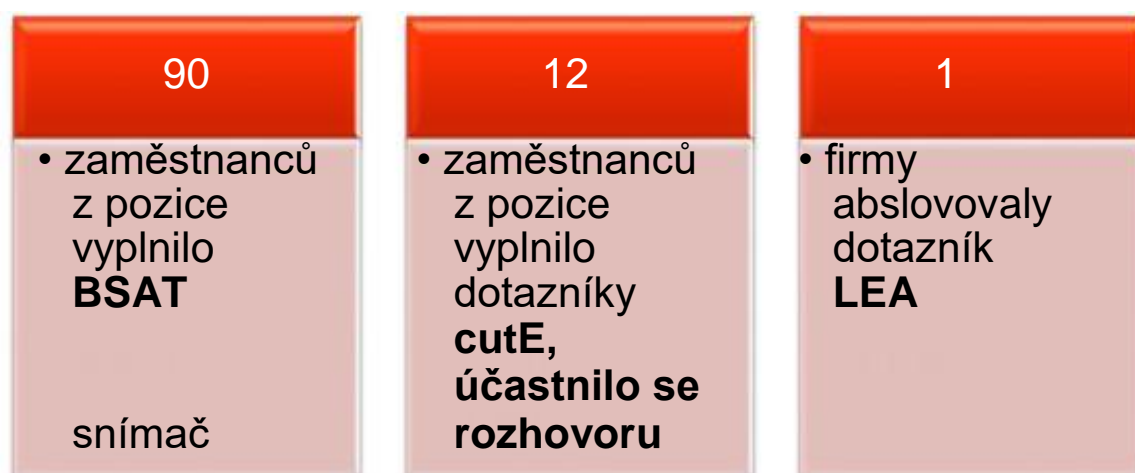 90
• zaměstnanců
z pozice
vyplnilo
BSAT
snímač
12
• zaměstnanců
z pozice
vyplnilo
dotazníky
cutE,
účastnilo se
rozhovoru
1
• firmy
abslovovaly
dotazník
LEA